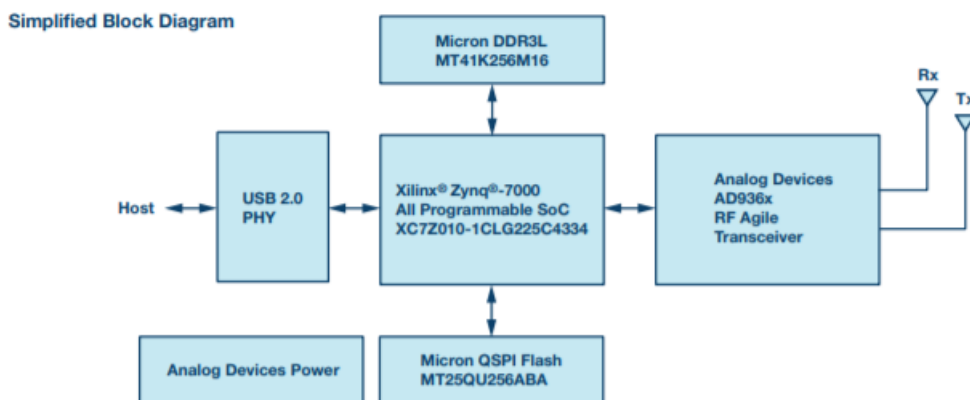 Simplified Block Diagram
Micron DDR3L
MT41K256M16
Rx
Tx
Host
USB 2.0
PHY
Xilinx® Zynq®-7000
All Programmable SoC
XC7Z010-1CLG225C4334
Analog Devices
AD936x
RF Agile
Transceiver
Analog Devices Power
Micron QSPI Flash
MT25QU256ABA